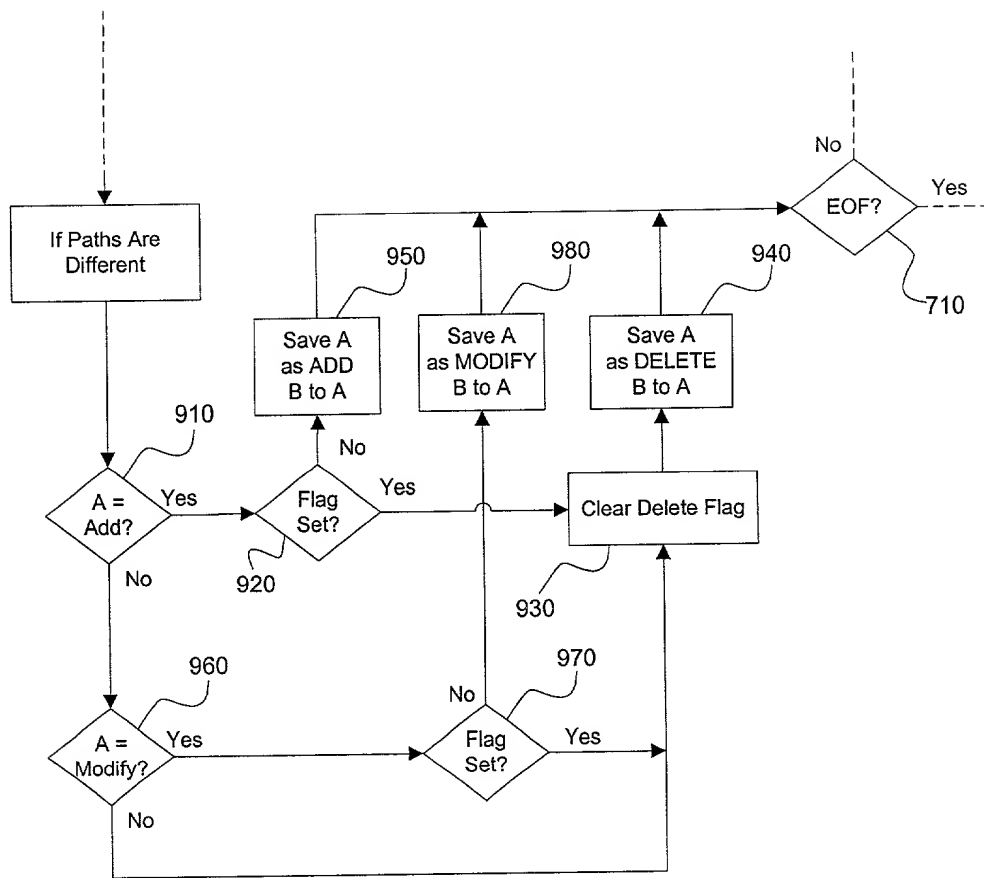 No
EOF?
Yes
710
If Paths Are
Different
950
980
940
Save A
as ADD
B to A
Save A
as MODIFY
B to A
Save A
as DELETE
B to A
910
A =
Add?
Yes
No
No
Flag
Set?
Yes
920
Clear Delete Flag
930
960
A =
Modify?
Yes
No
970
No
Flag
Set?
Yes